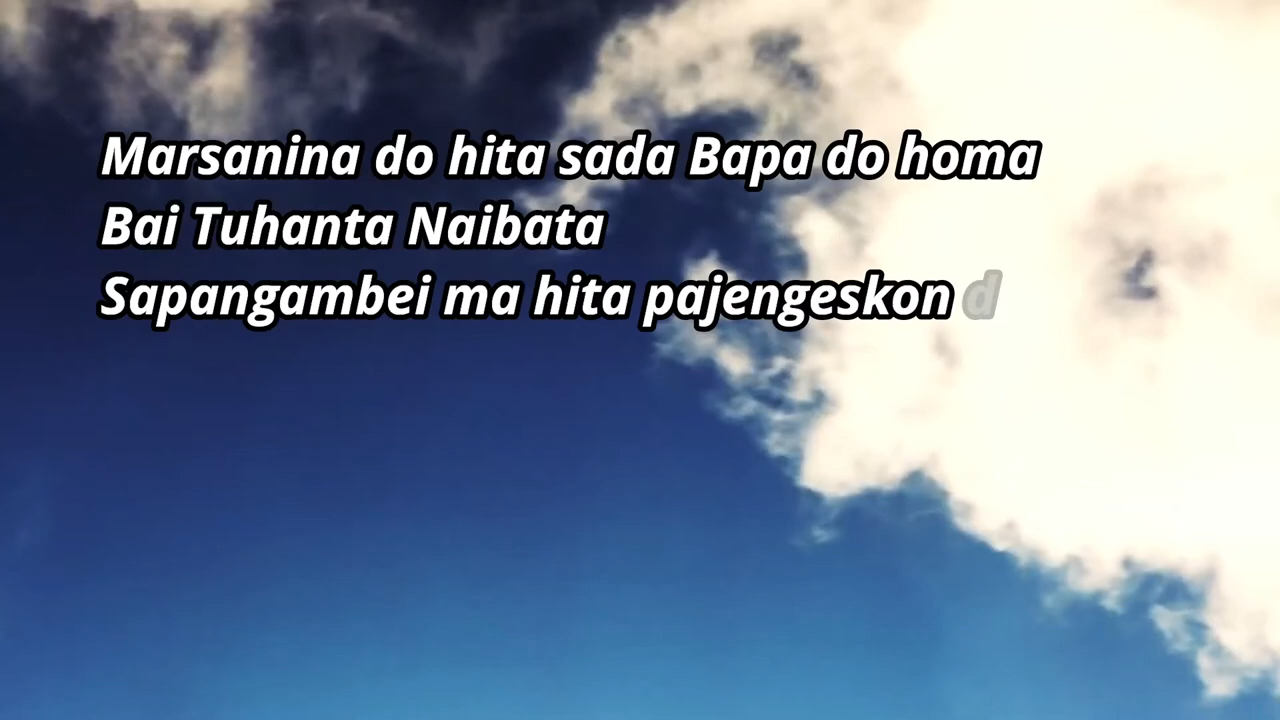 Marsanina do hita sada Bapa do homa
Bai Tuhanta Naibata
Sapangambei ma hita pajengeskon d